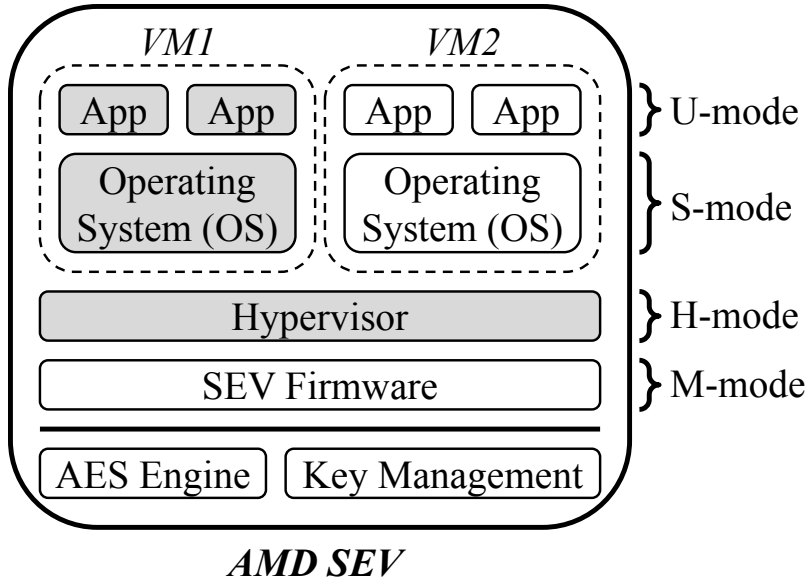 VM1 VM2
App App App App U-mode
Operating System (OS) Operating System (OS) S-mode
Hypervisor H-mode
SEV Firmware M-mode
AES Engine Key Management
AMD SEV